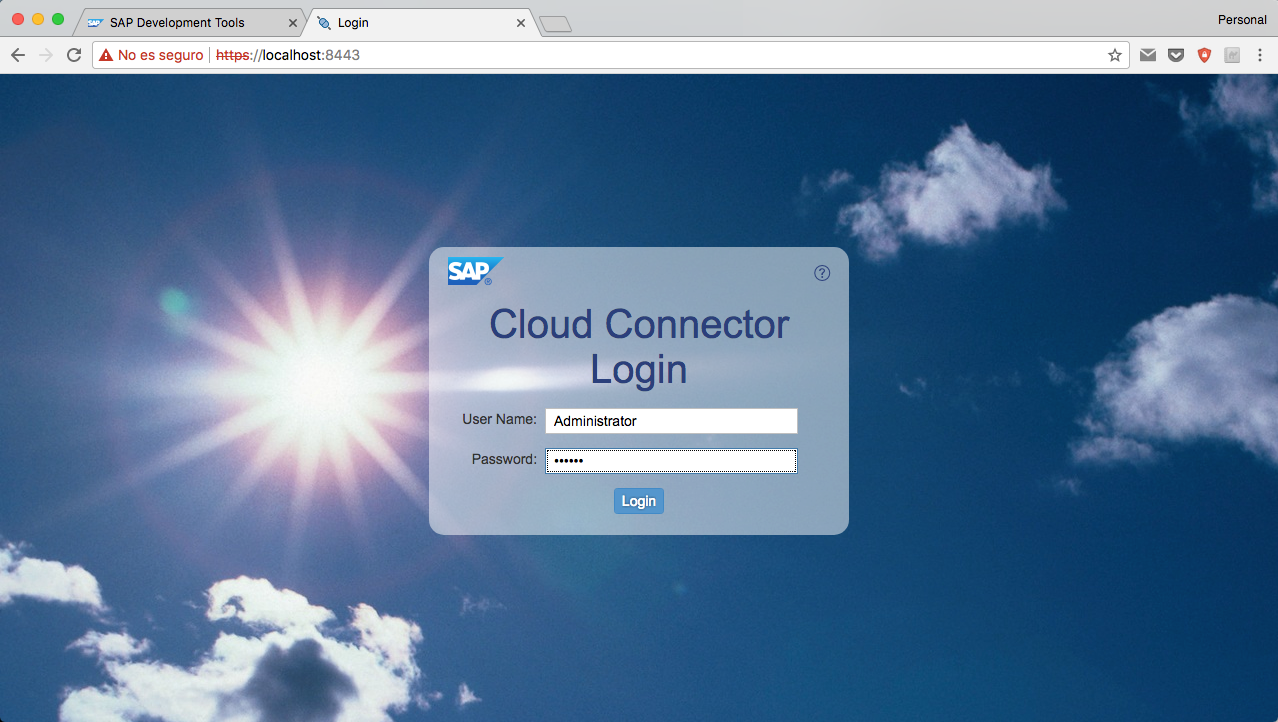 SAP SAP Development Tools Login Personal
No es seguro https://localhost:8443
SAP®
Cloud Connector
Login
User Name: Administrator
Password: ••••••
Login